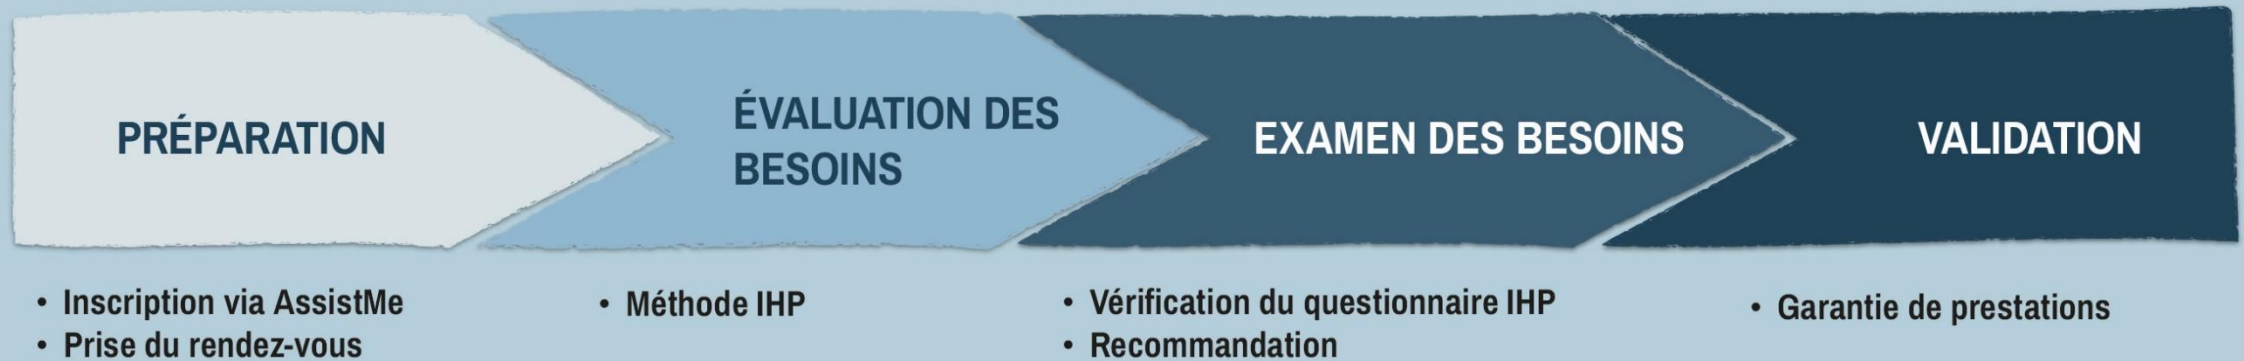 PRÉPARATION
ÉVALUATION DES
BESOINS
EXAMEN DES BESOINS
VALIDATION
• Inscription via AssistMe
• Prise du rendez-vous
• Méthode IHP
• Vérification du questionnaire IHP
• Recommandation
• Garantie de prestations